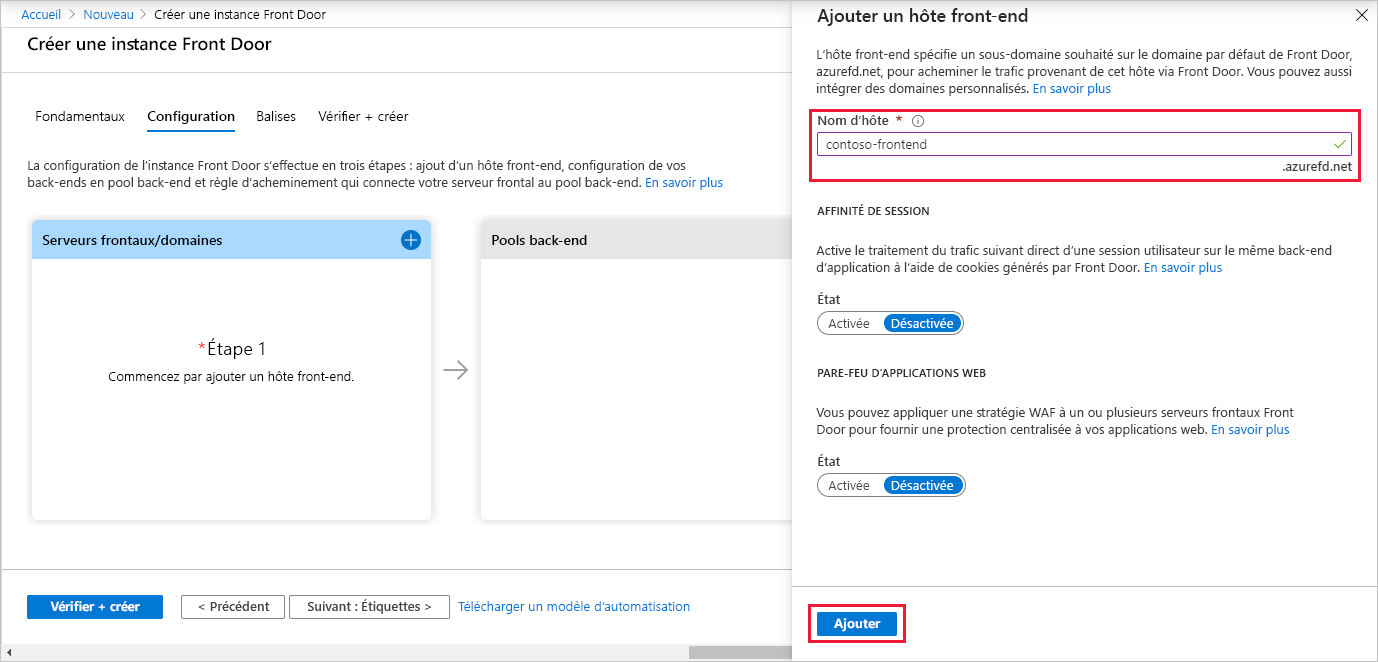 Accueil > Nouveau > Créer une instance Front Door
Créer une instance Front Door
Fondamentaux Configuration Balises Vérifier + créer
La configuration de l'instance Front Door s'effectue en trois étapes : ajout d'un hôte front-end, configuration de vos
back-ends en pool back-end et règle d'acheminement qui connecte votre serveur frontal au pool back-end. En savoir plus
Serveurs frontaux/domaines
*Étape 1
Commencez par ajouter un hôte front-end.
Pools back-end
Vérifier + créer
< Précédent
Suivant : Étiquettes >
Télécharger un modèle d'automatisation
Ajouter un hôte front-end
L'hôte front-end spécifie un sous-domaine souhaité sur le domaine par défaut de Front Door,
azurefd.net, pour acheminer le trafic provenant de cet hôte via Front Door. Vous pouvez aussi
intégrer des domaines personnalisés. En savoir plus
Nom d'hôte *
contoso-frontend
.azurefd.net
AFFINITÉ DE SESSION
Active le traitement du trafic suivant direct d'une session utilisateur sur le même back-end
d'application à l'aide de cookies générés par Front Door. En savoir plus
État
Activée Désactivée
PARE-FEU D'APPLICATIONS WEB
Vous pouvez appliquer une stratégie WAF à un ou plusieurs serveurs frontaux Front
Door pour fournir une protection centralisée à vos applications web. En savoir plus
État
Activée Désactivée
Ajouter